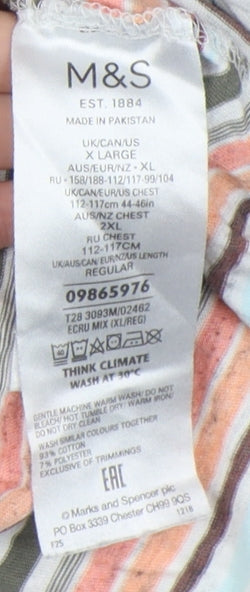 M&S
EST. 1884
MADE IN PAKISTAN
UK/CAN/US
X LARGE
AUS/EUR/NZ - XL
RU - 158/188-112/117-99/104
UK/CAN/EUR/US CHEST
112-117cm 44-46in
AUS/NZ CHEST
2XL
RU CHEST
112-117CM
UK/AUS/CAN/EUR/NZ/US LENGTH
REGULAR
09865976
T28 3093M/02482
ECRU MIX (XL/REG)
THINK CLIMATE
WASH AT 30°C
GENTLE MACHINE WARM WASH/ DO NOT
BLEACH/ HOT TUMBLE DRY/ WARM IRON/
DO NOT DRY CLEAN
WASH SIMILAR COLOURS TOGETHER
93% COTTON
7% POLYESTER
EXCLUSIVE OF TRIMMINGS
EAC
© Marks and Spencer plc
PO Box 3339 Chester CH99 9QS
F25 1218